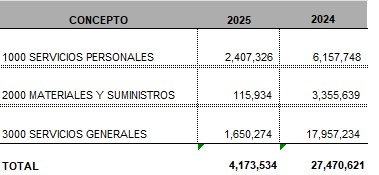 CONCEPTO 2025 2024
1000 SERVICIOS PERSONALES 2,407,326 6,157,748
2000 MATERIALES Y SUMINISTROS 115,934 3,355,639
3000 SERVICIOS GENERALES 1,650,274 17,957,234
TOTAL 4,173,534 27,470,621